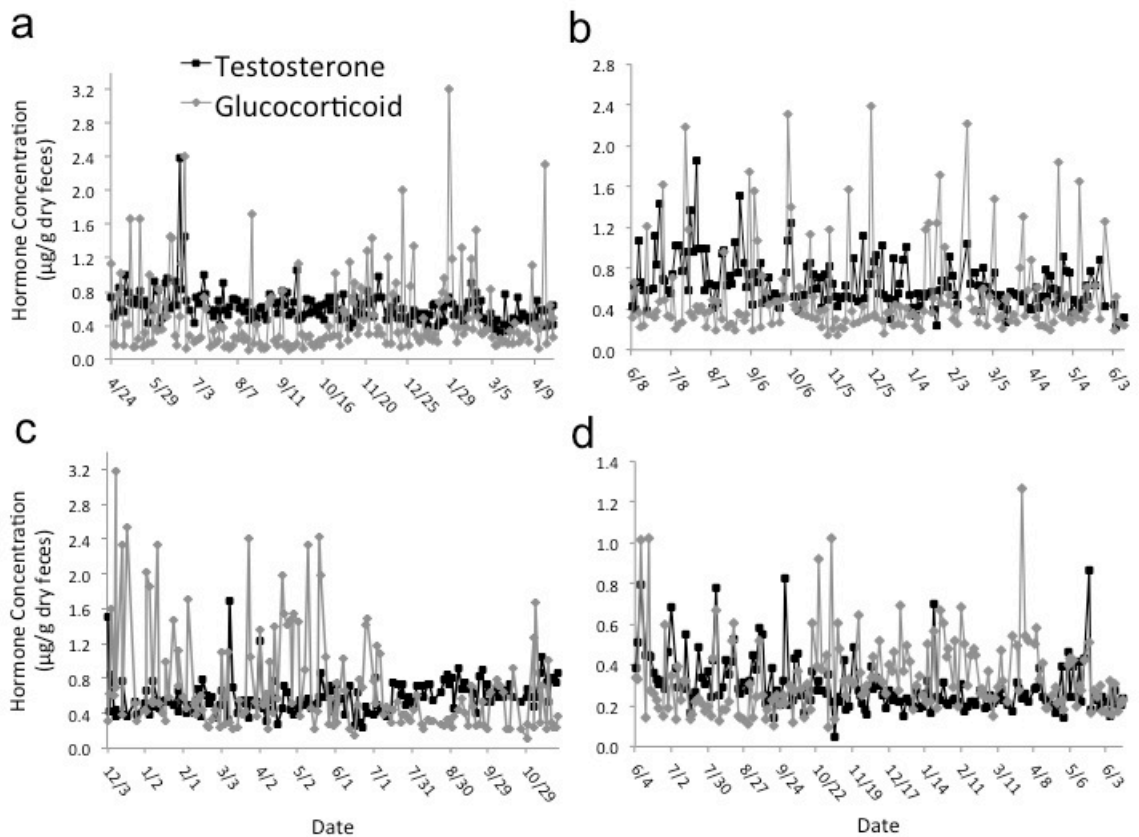 a
Testosterone
Glucocorticoid
Hormone Concentration
(µg/g dry feces)
3.2
2.8
2.4
2.0
1.6
1.2
0.8
0.4
0.0
4/24 5/29 7/3 8/7 9/11 10/16 11/20 12/25 1/29 3/5 4/9
b
2.8
2.4
2.0
1.6
1.2
0.8
0.4
0.0
6/8 7/8 8/7 9/6 10/6 11/5 12/5 1/4 2/3 3/5 4/4 5/4 6/3
c
Hormone Concentration
(µg/g dry feces)
3.2
2.8
2.4
2.0
1.6
1.2
0.8
0.4
0.0
12/3 1/2 2/1 3/3 4/2 5/2 6/1 7/1 7/31 8/30 9/29 10/29
Date
d
1.4
1.2
1.0
0.8
0.6
0.4
0.2
0.0
6/4 7/2 7/30 8/27 9/24 10/22 11/19 12/17 1/14 2/11 3/11 4/8 5/6 6/3
Date